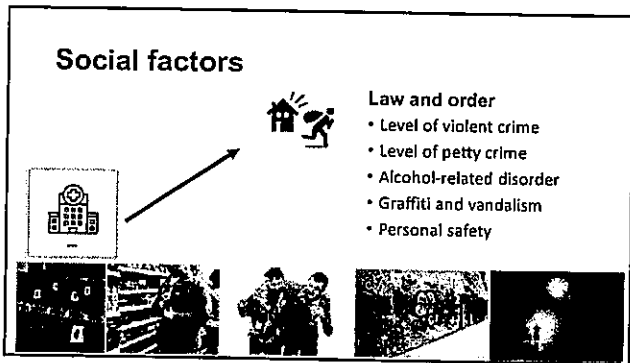 Social factors
Law and order
• Level of violent crime
• Level of petty crime
• Alcohol-related disorder
• Graffiti and vandalism
• Personal safety